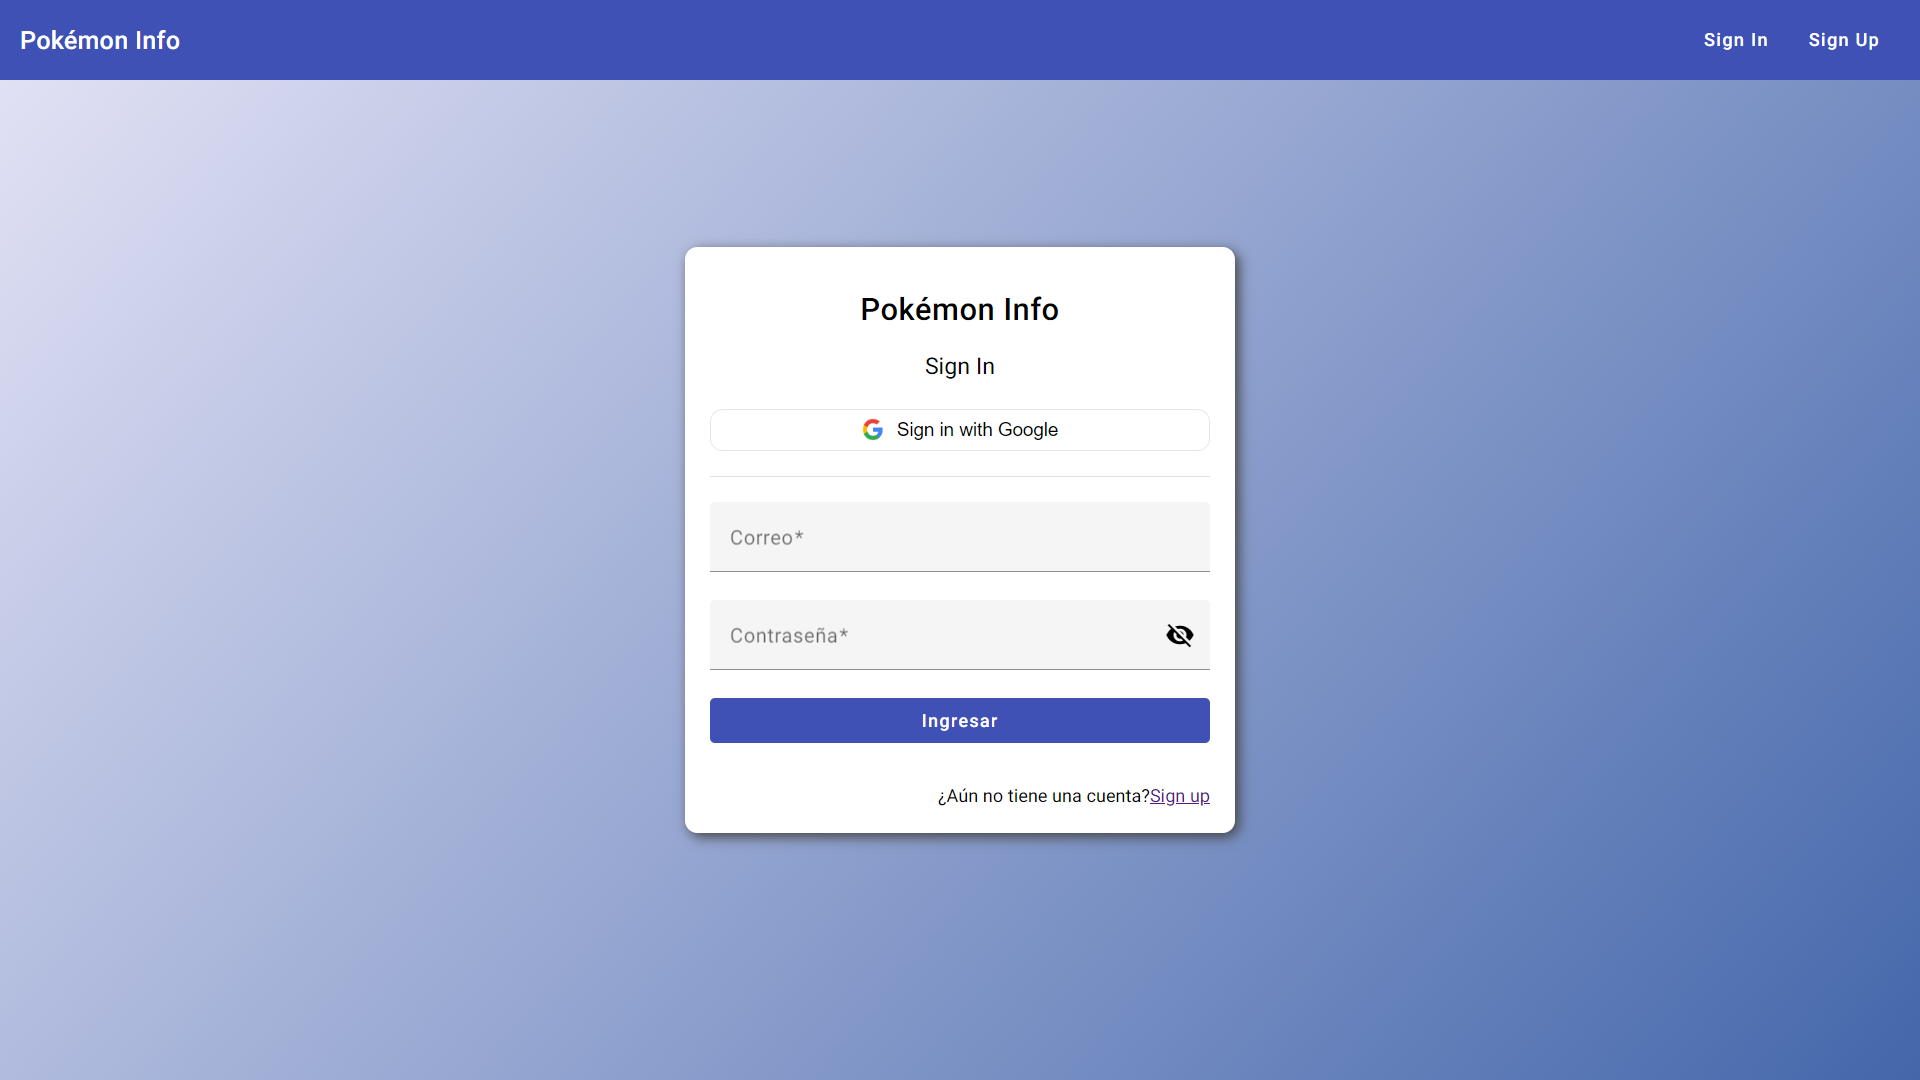 Pokémon Info
Sign In
Sign Up
Pokémon Info
Sign In
Sign in with Google
Correo*
Contraseña*
Ingresar
¿Aún no tiene una cuenta?Sign up